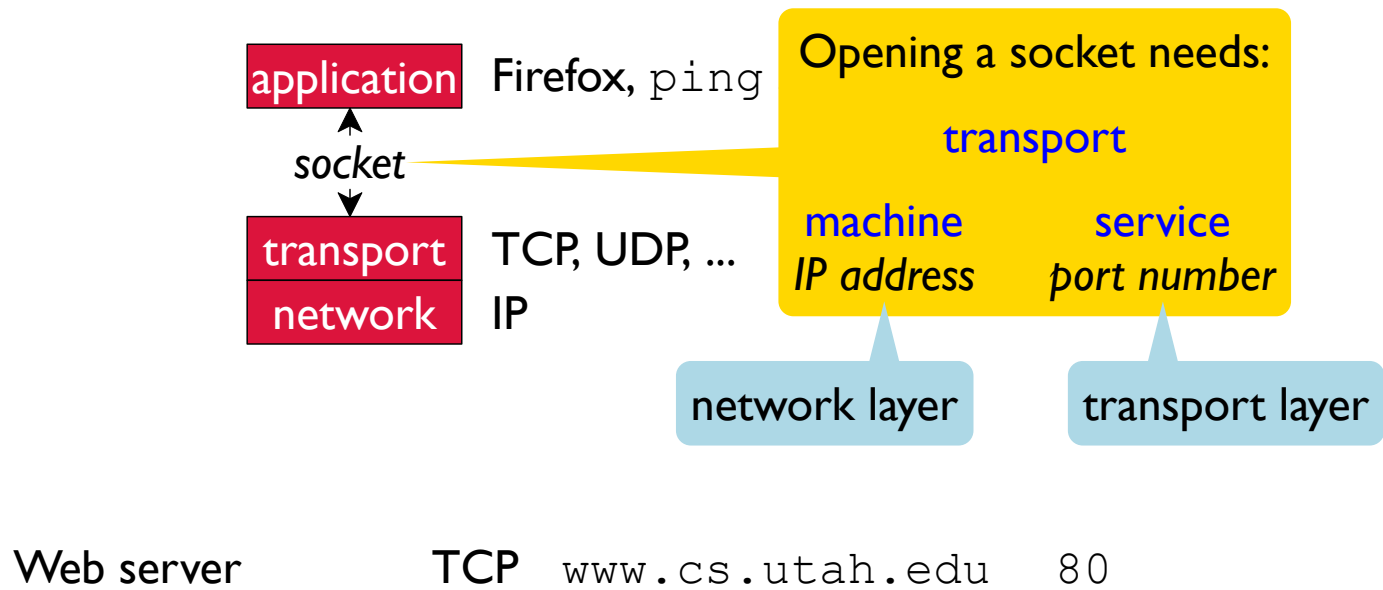 application Firefox, ping
socket
transport TCP, UDP, ...
network IP
Opening a socket needs:
transport
machine service
IP address port number
network layer transport layer
Web server TCP www.cs.utah.edu 80